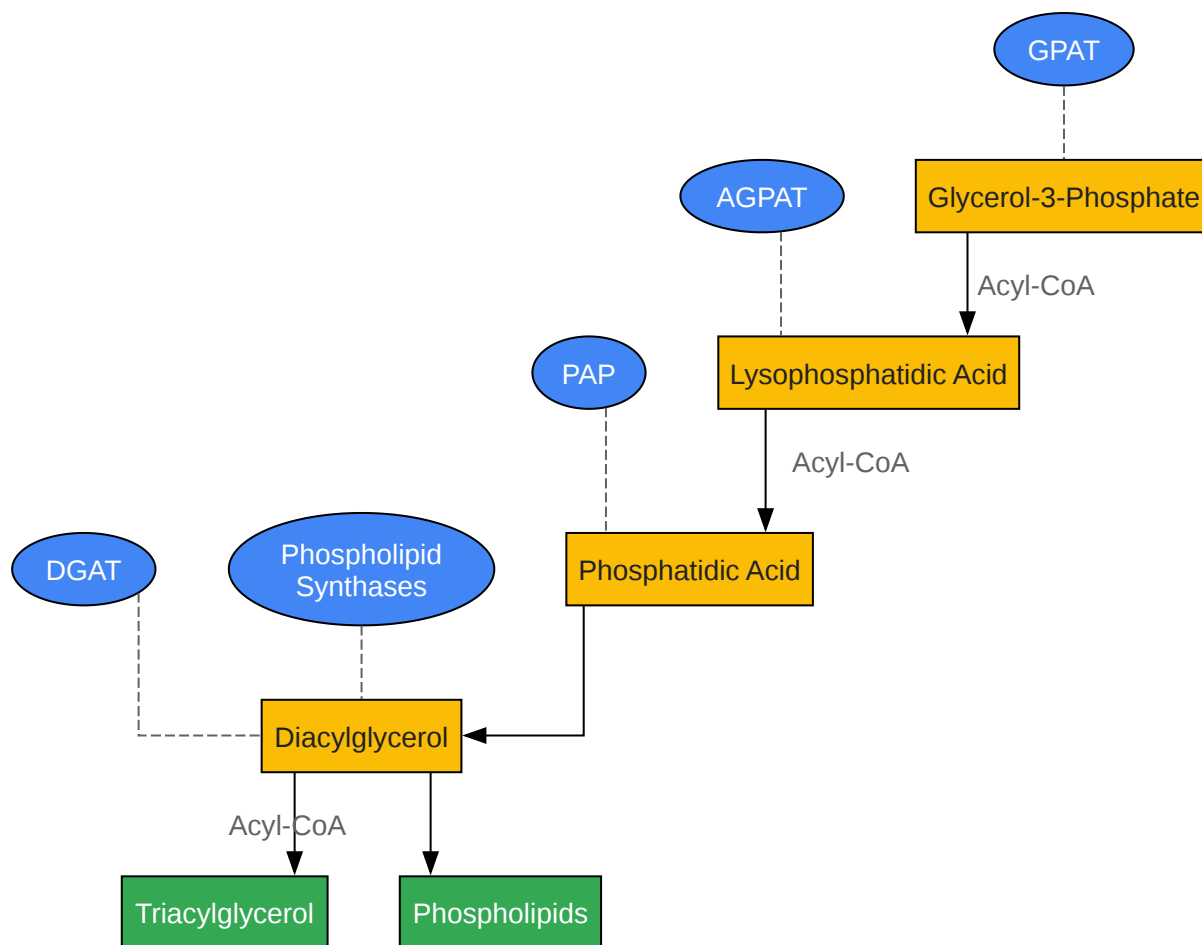 GPAT
AGPAT
Glycerol-3-Phosphate
Acyl-CoA
PAP
Lysophosphatidic Acid
Acyl-CoA
DGAT
Phospholipid
Synthases
Phosphatidic Acid
Diacylglycerol
Acyl-CoA
Triacylglycerol
Phospholipids